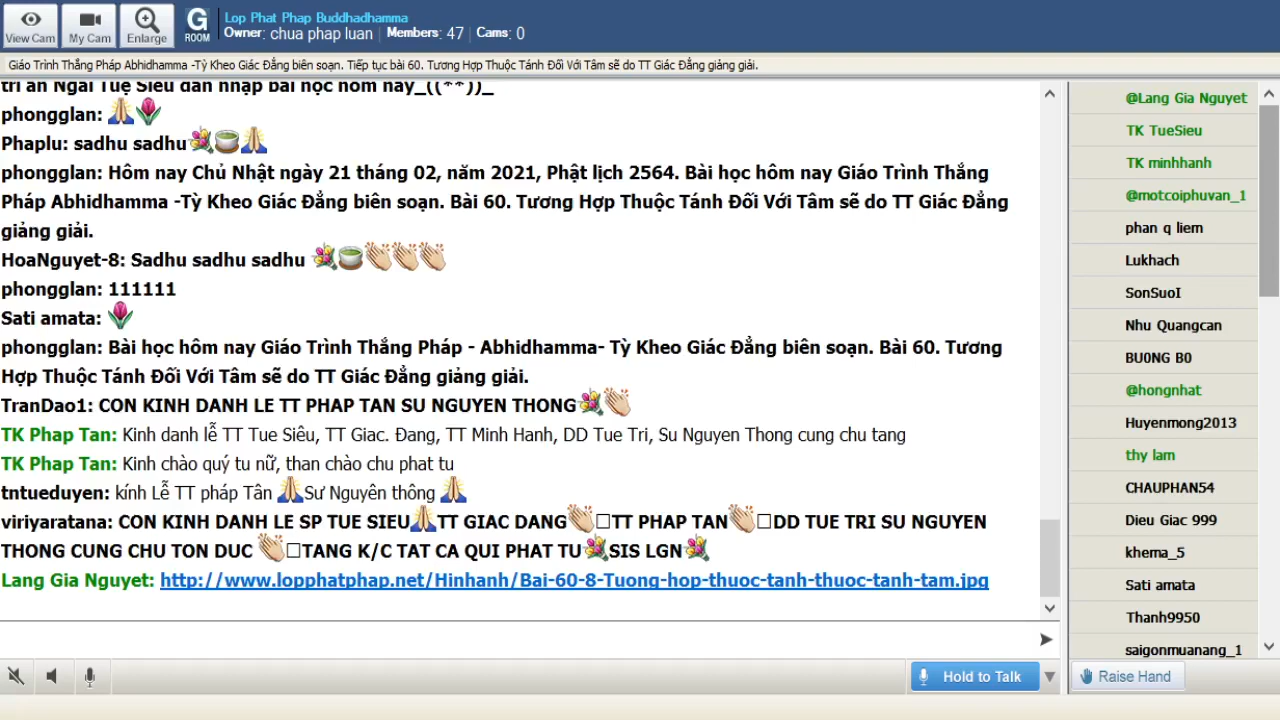 View Cam
My Cam
Enlarge
G
ROOM
Lop Phat Phap Buddhadhamma
Owner: chua phap luan Members: 47 Cams: 0
Giáo Trình Thắng Pháp Abhidhamma -Tỳ Kheo Giác Đẳng biên soạn. Tiếp tục bài 60. Tương Hợp Thuộc Tánh Đối Với Tâm sẽ do TT Giác Đẳng giảng giải.
tri ân Ngài Tuệ Siêu dẫn nhập bài học hôm nay_((**))_
phongglan:
Phaplu: sadhu sadhu
phongglan: Hôm nay Chủ Nhật ngày 21 tháng 02, năm 2021, Phật lịch 2564. Bài học hôm nay Giáo Trình Thắng
Pháp Abhidhamma -Tỳ Kheo Giác Đẳng biên soạn. Bài 60. Tương Hợp Thuộc Tánh Đối Với Tâm sẽ do TT Giác Đẳng
giảng giải.
HoaNguyet-8: Sadhu sadhu sadhu
phongglan: 111111
Sati amata:
phongglan: Bài học hôm nay Giáo Trình Thắng Pháp - Abhidhamma- Tỳ Kheo Giác Đẳng biên soạn. Bài 60. Tương
Hợp Thuộc Tánh Đối Với Tâm sẽ do TT Giác Đẳng giảng giải.
TranDao1: CON KINH DANH LE TT PHAP TAN SU NGUYEN THONG
TK Phap Tan: Kinh danh lễ TT Tue Siêu, TT Giac. Đang, TT Minh Hanh, DD Tue Tri, Su Nguyen Thong cung chu tang
TK Phap Tan: Kinh chào quý tu nữ, than chào chu phat tu
tntueduyen: kính Lễ TT pháp Tân Sư Nguyên thông
viriyaratana: CON KINH DANH LE SP TUE SIEU TT GIAC DANG TT PHAP TAN DD TUE TRI SU NGUYEN
THONG CUNG CHU TON DUC TANG K/C TAT CA QUI PHAT TU SIS LGN
Lang Gia Nguyet: http://www.lopphatphap.net/Hinhanh/Bai-60-8-Tuong-hop-thuoc-tanh-thuoc-tanh-tam.jpg
@Lang Gia Nguyet
TK TueSieu
TK minhhanh
@motcoiphuvan_1
phan q liem
Lukhach
SonSuoI
Nhu Quangcan
BU0NG B0
@hongnhat
Huyenmong2013
thy lam
CHAUPHAN54
Dieu Giac 999
khema_5
Sati amata
Thanh9950
saigonmuanang_1
Hold to Talk
Raise Hand